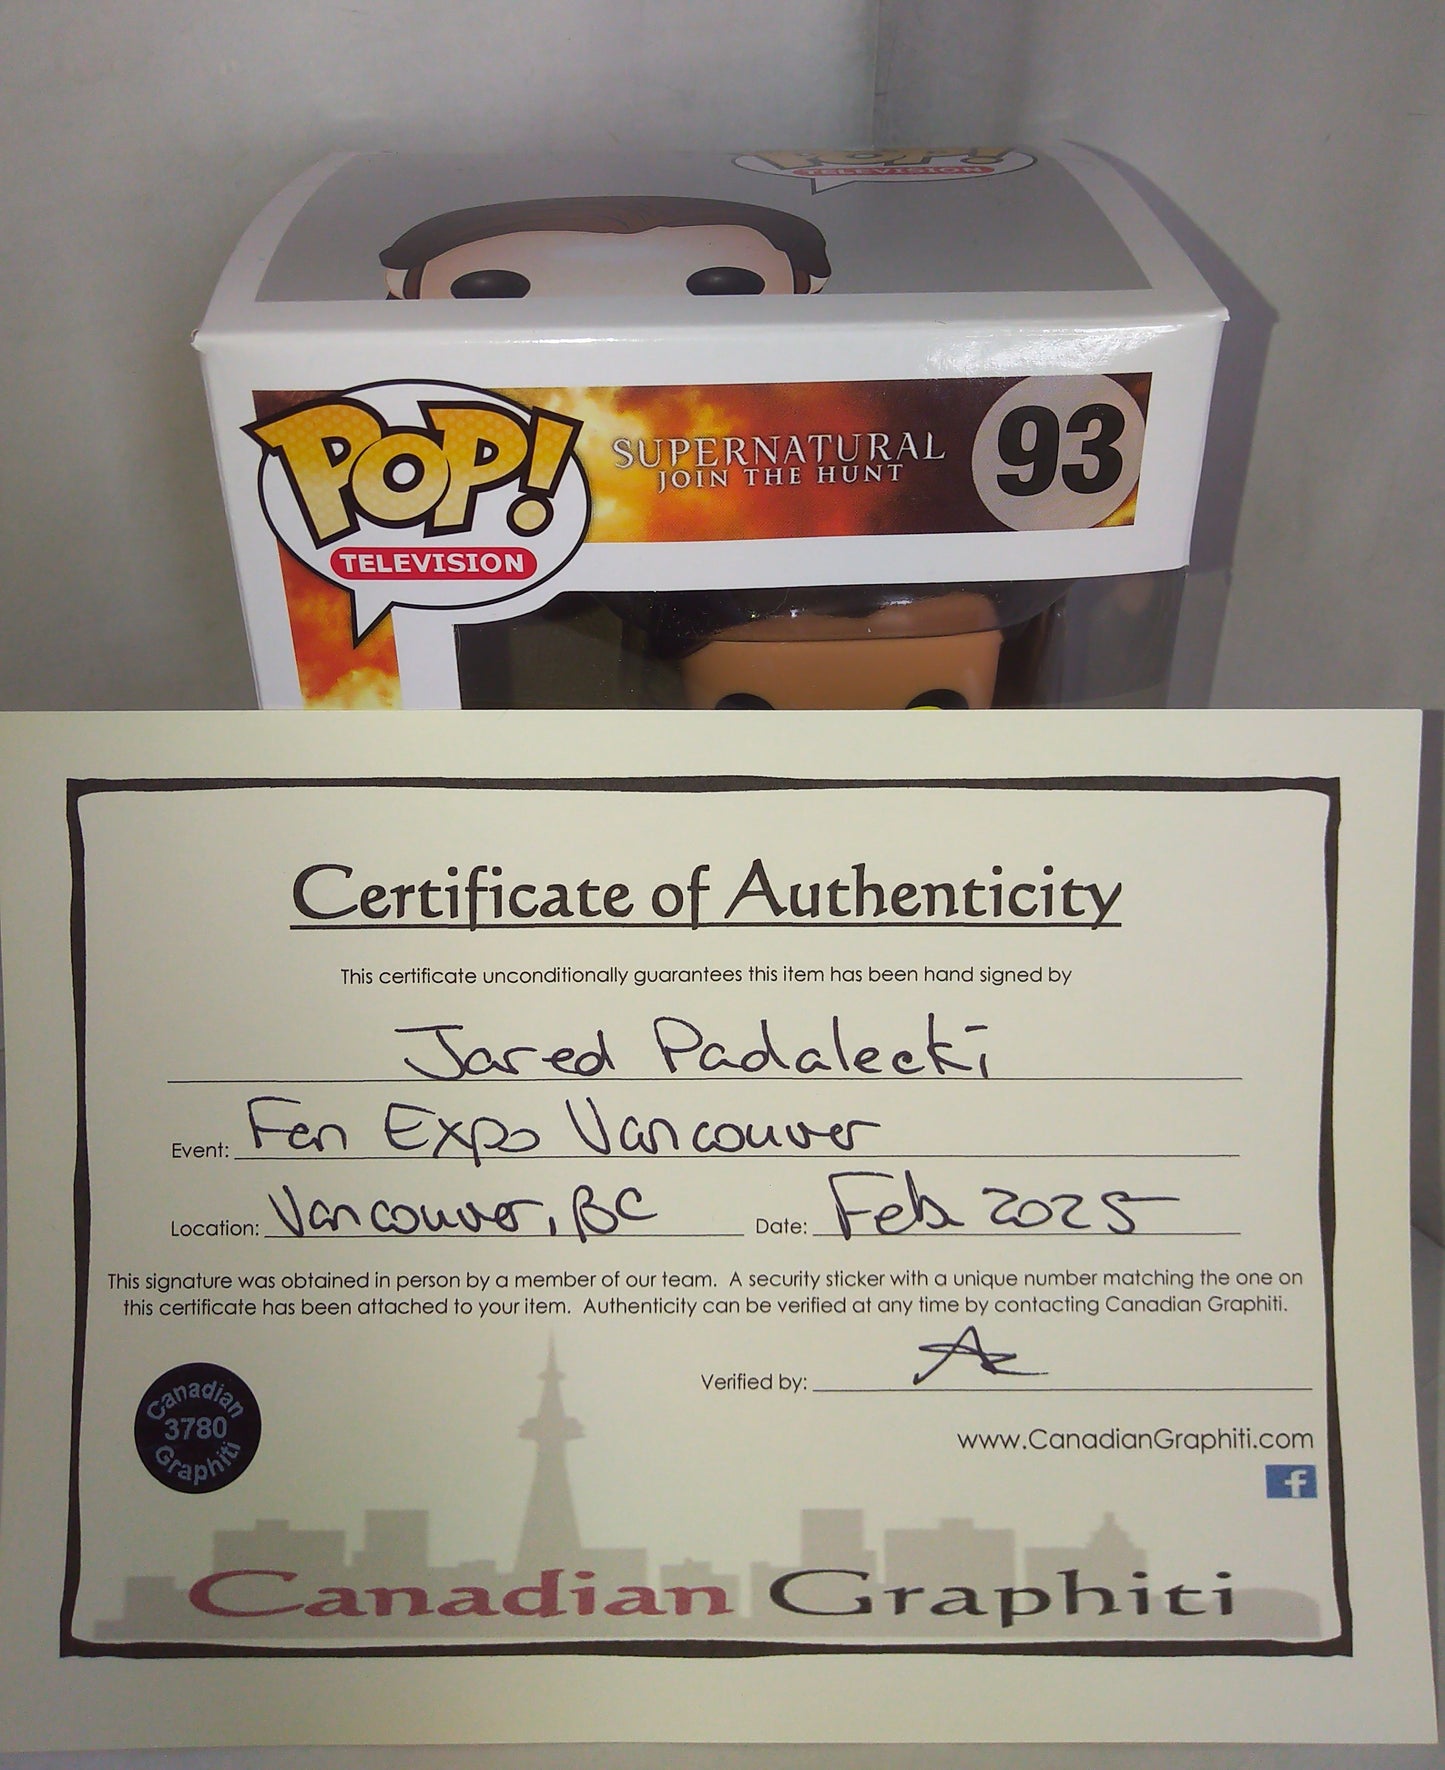 POP!
TELEVISION
POP!
TELEVISION
SUPERNATURAL
JOIN THE HUNT
93
Certificate of Authenticity
This certificate unconditionally guarantees this item has been hand signed by
Jared Padalecki
Event: Fan Expo Vancouver
Location: Vancouver, BC Date: Feb 2025
This signature was obtained in person by a member of our team. A security sticker with a unique number matching the one on
this certificate has been attached to your item. Authenticity can be verified at any time by contacting Canadian Graphiti.
Verified by:
Canadian
3780
Graphiti
www.CanadianGraphiti.com
f
Canadian Graphiti